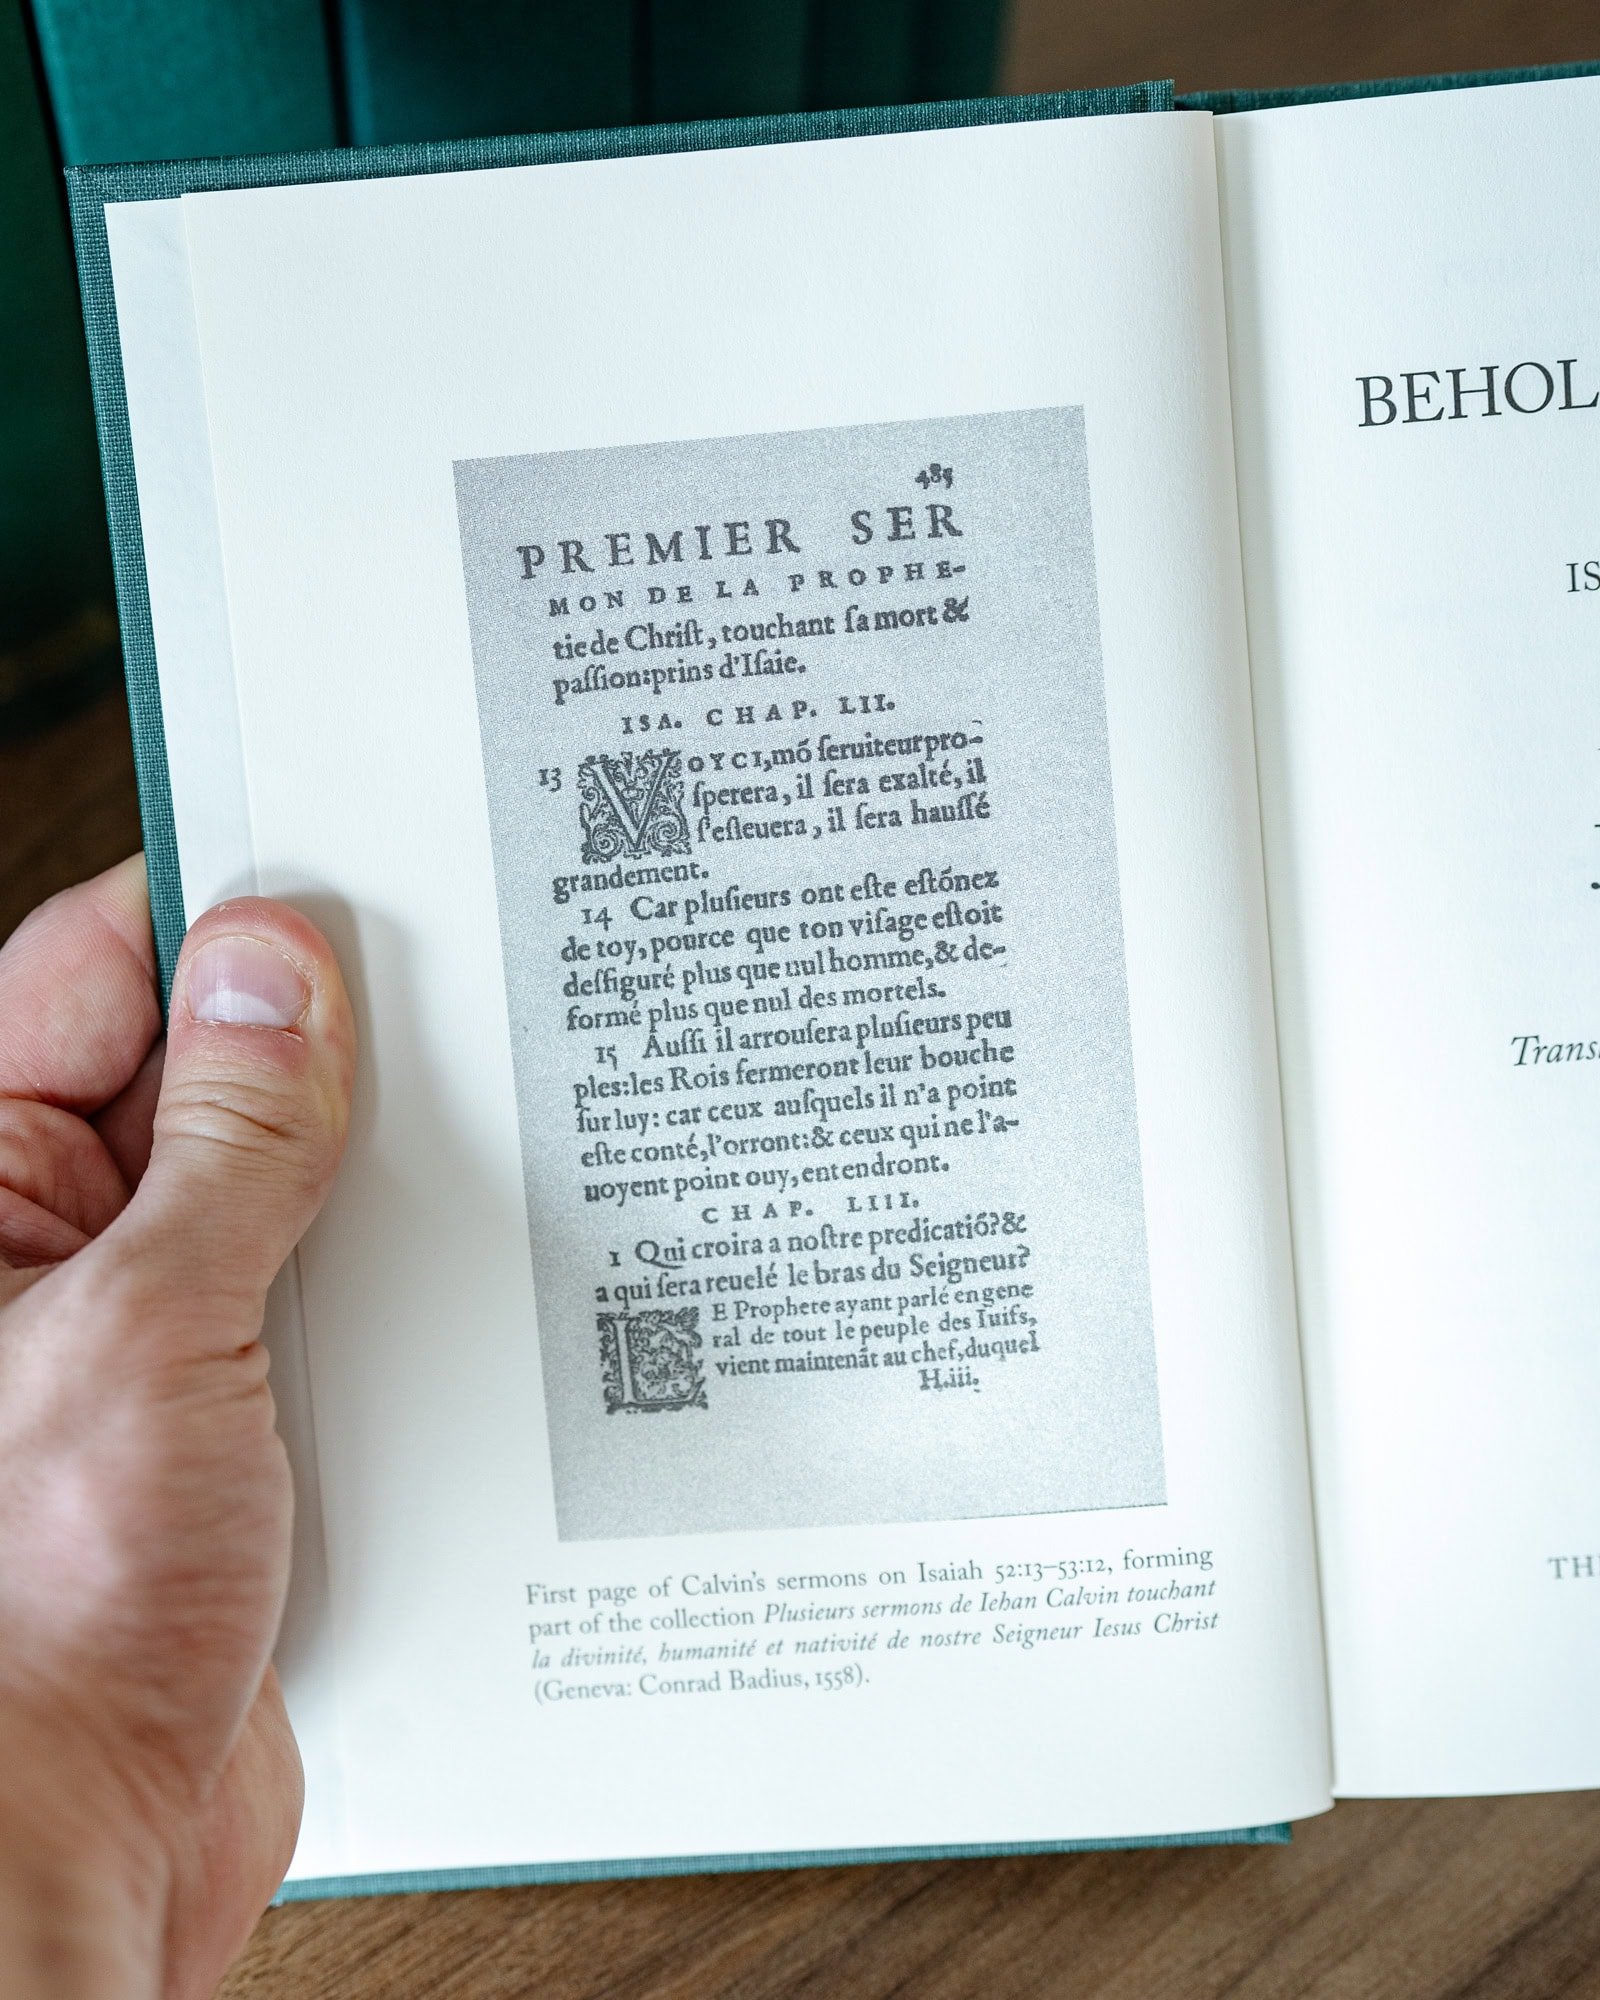 485
PREMIER SER
MON DE LA PROPHE-
tie de Chriſt, touchant ſa mort &
paſſion:prins d'Iſaie.
ISA. CHAP. LII.
13 VOYCI, mõ ſeruiteur pro-
ſperera, il ſera exalté, il
ſ'eſleuera, il ſera hauſſé
grandement.
14 Car pluſieurs ont eſte eſtõnez
de toy, pource que ton viſage eſtoit
deſſiguré plus que nul homme, & de-
formé plus que nul des mortels.
15 Auſſi il arrouſera pluſieurs peu
ples: les Rois fermeront leur bouche
ſur luy: car ceux auſquels il n'a point
eſte conté, l'orront: & ceux qui ne l'a-
uoyent point ouy, entendront.
CHAP. LIII.
1 Qui croira a noſtre predicatiõ? &
a qui ſera reuelé le bras du Seigneur?
LE Prophete ayant parlé en gene
ral de tout le peuple des Iuifs,
vient maintenãt au chef, duquel
H.iii.
First page of Calvin's sermons on Isaiah 52:13–53:12, forming
part of the collection Plusieurs sermons de Iehan Calvin touchant
la divinité, humanité et nativité de nostre Seigneur Iesus Christ
(Geneva: Conrad Badius, 1558).
BEHOL
IS
Trans
TH